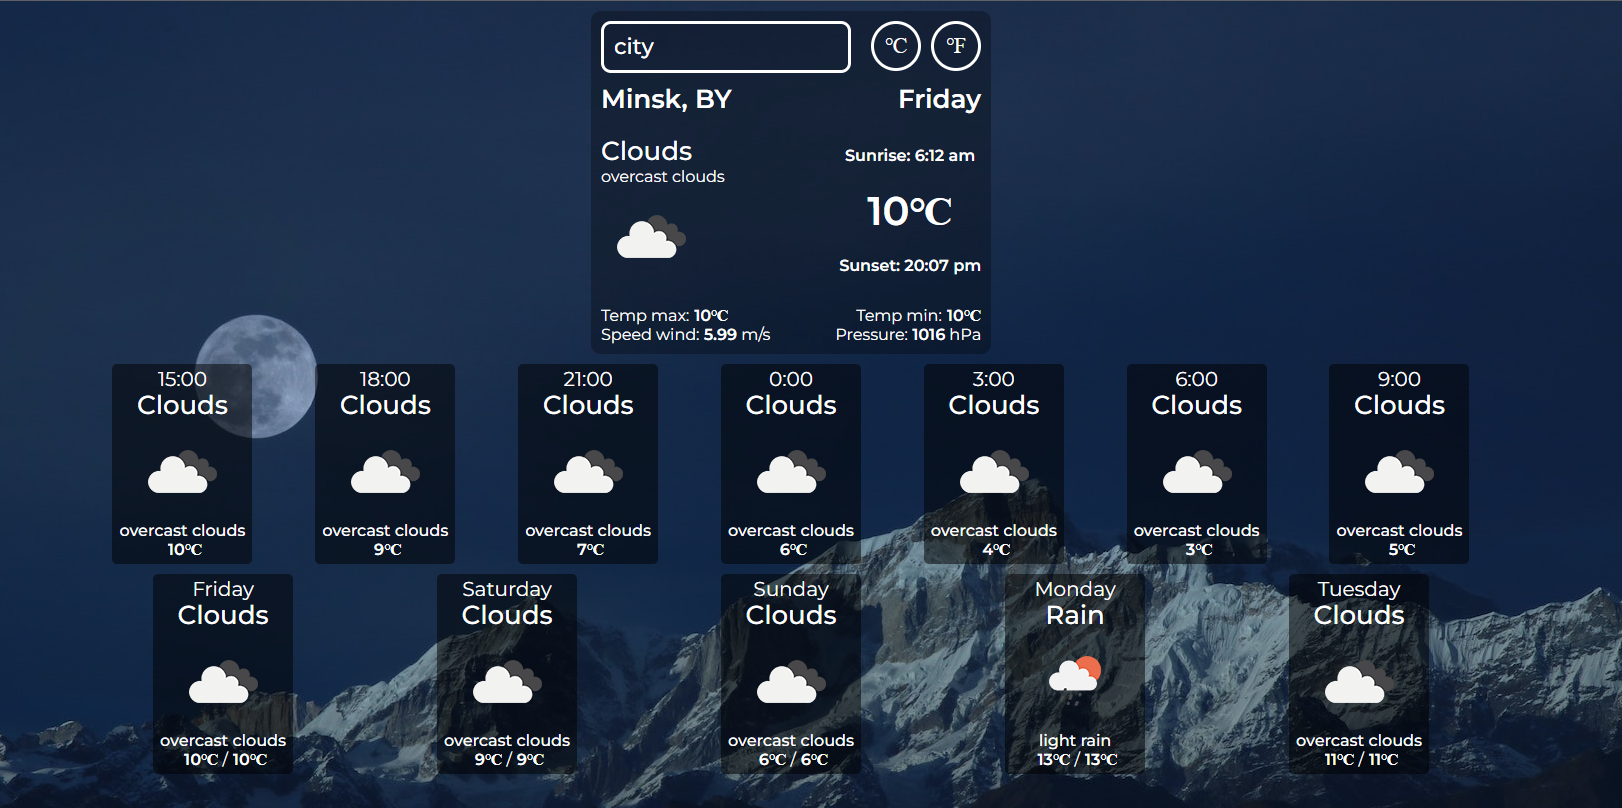 city ℃ ℉
Minsk, BY Friday
Clouds
overcast clouds
Sunrise: 6:12 am
10℃
Sunset: 20:07 pm
Temp max: 10℃ Temp min: 10℃
Speed wind: 5.99 m/s Pressure: 1016 hPa
15:00
Clouds
overcast clouds
10℃
18:00
Clouds
overcast clouds
9℃
21:00
Clouds
overcast clouds
7℃
0:00
Clouds
overcast clouds
6℃
3:00
Clouds
overcast clouds
4℃
6:00
Clouds
overcast clouds
3℃
9:00
Clouds
overcast clouds
5℃
Friday
Clouds
overcast clouds
10℃ / 10℃
Saturday
Clouds
overcast clouds
9℃ / 9℃
Sunday
Clouds
overcast clouds
6℃ / 6℃
Monday
Rain
light rain
13℃ / 13℃
Tuesday
Clouds
overcast clouds
11℃ / 11℃